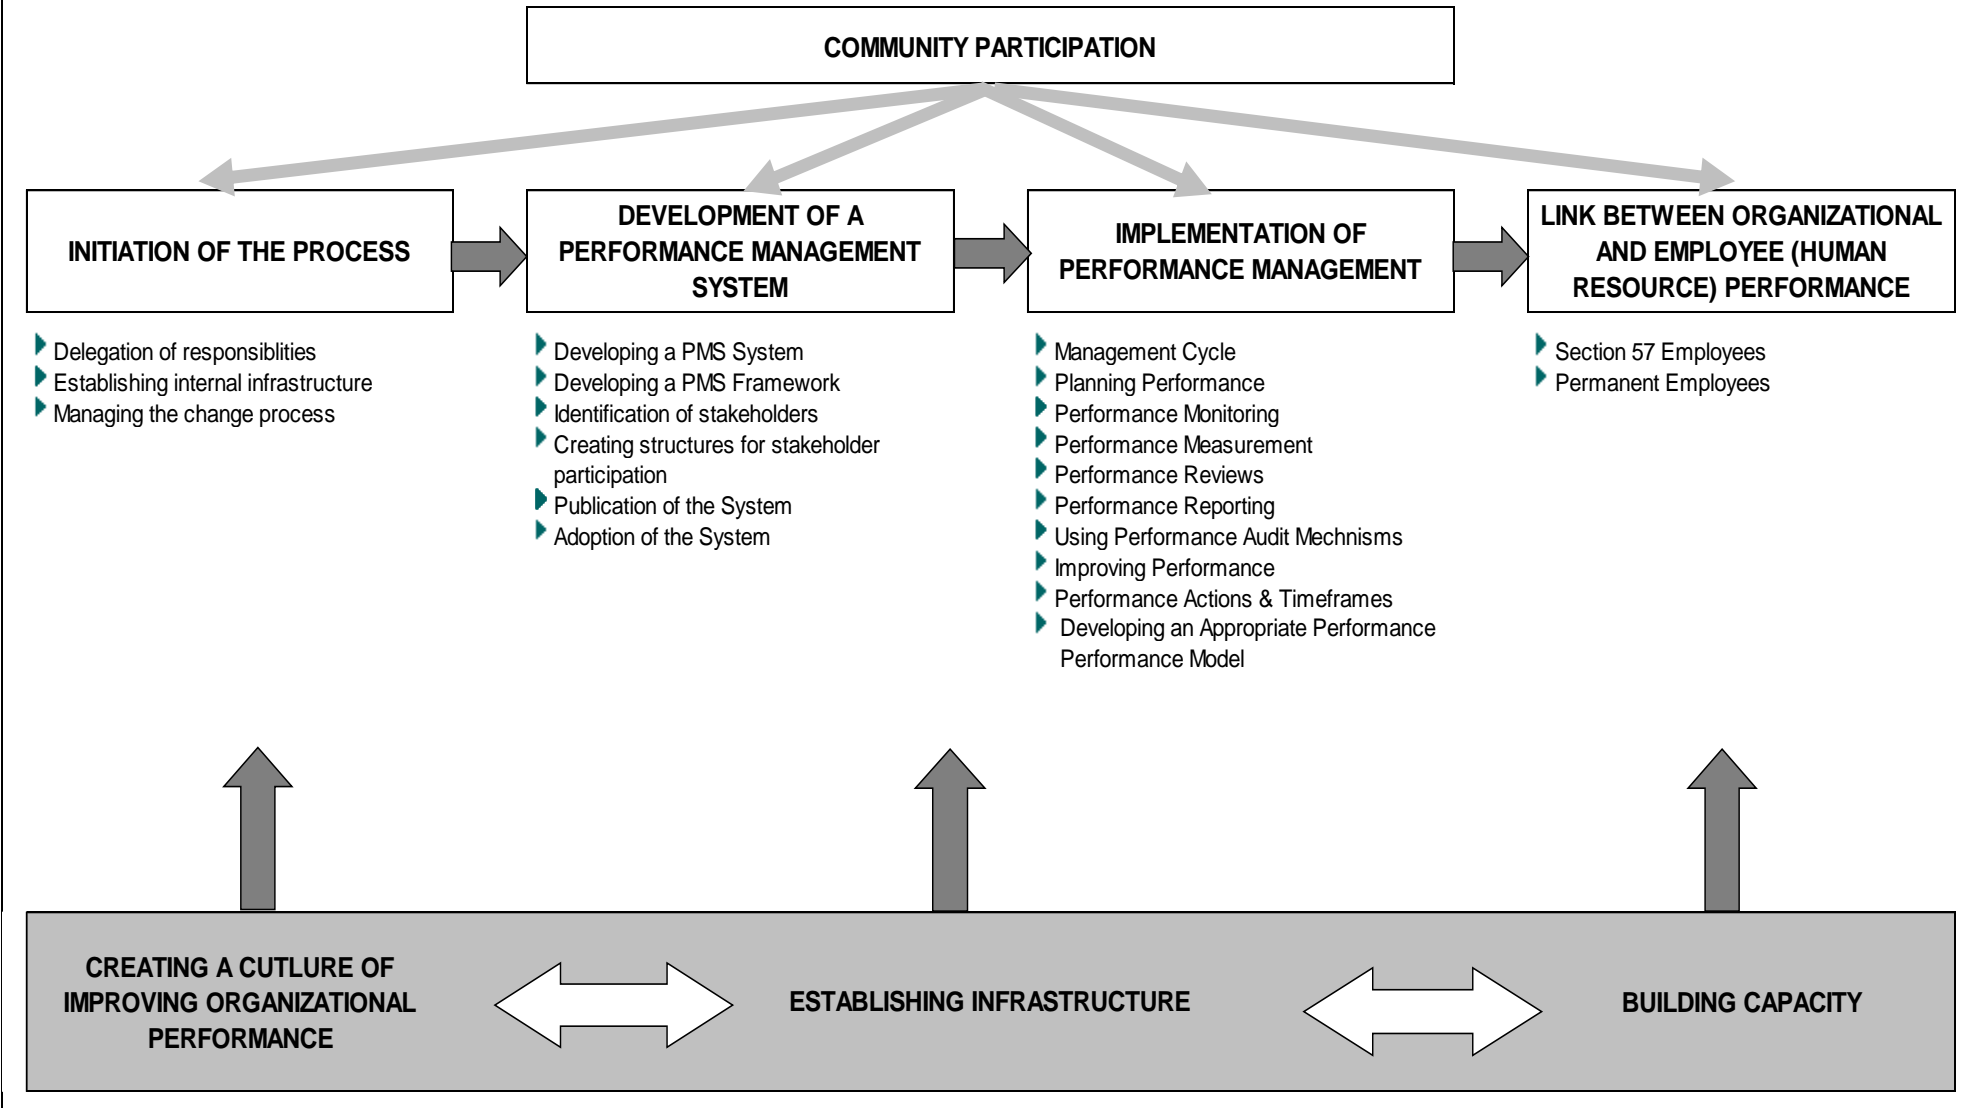 COMMUNITY PARTICIPATION
INITIATION OF THE PROCESS
DEVELOPMENT OF A
PERFORMANCE MANAGEMENT
SYSTEM
IMPLEMENTATION OF
PERFORMANCE MANAGEMENT
LINK BETWEEN ORGANIZATIONAL
AND EMPLOYEE (HUMAN
RESOURCE) PERFORMANCE
Delegation of responsiblities
Establishing internal infrastructure
Managing the change process
Developing a PMS System
Developing a PMS Framework
Identification of stakeholders
Creating structures for stakeholder
participation
Publication of the System
Adoption of the System
Management Cycle
Planning Performance
Performance Monitoring
Performance Measurement
Performance Reviews
Performance Reporting
Using Performance Audit Mechnisms
Improving Performance
Performance Actions & Timeframes
Developing an Appropriate Performance
Performance Model
Section 57 Employees
Permanent Employees
CREATING A CUTLURE OF
IMPROVING ORGANIZATIONAL
PERFORMANCE
ESTABLISHING INFRASTRUCTURE
BUILDING CAPACITY